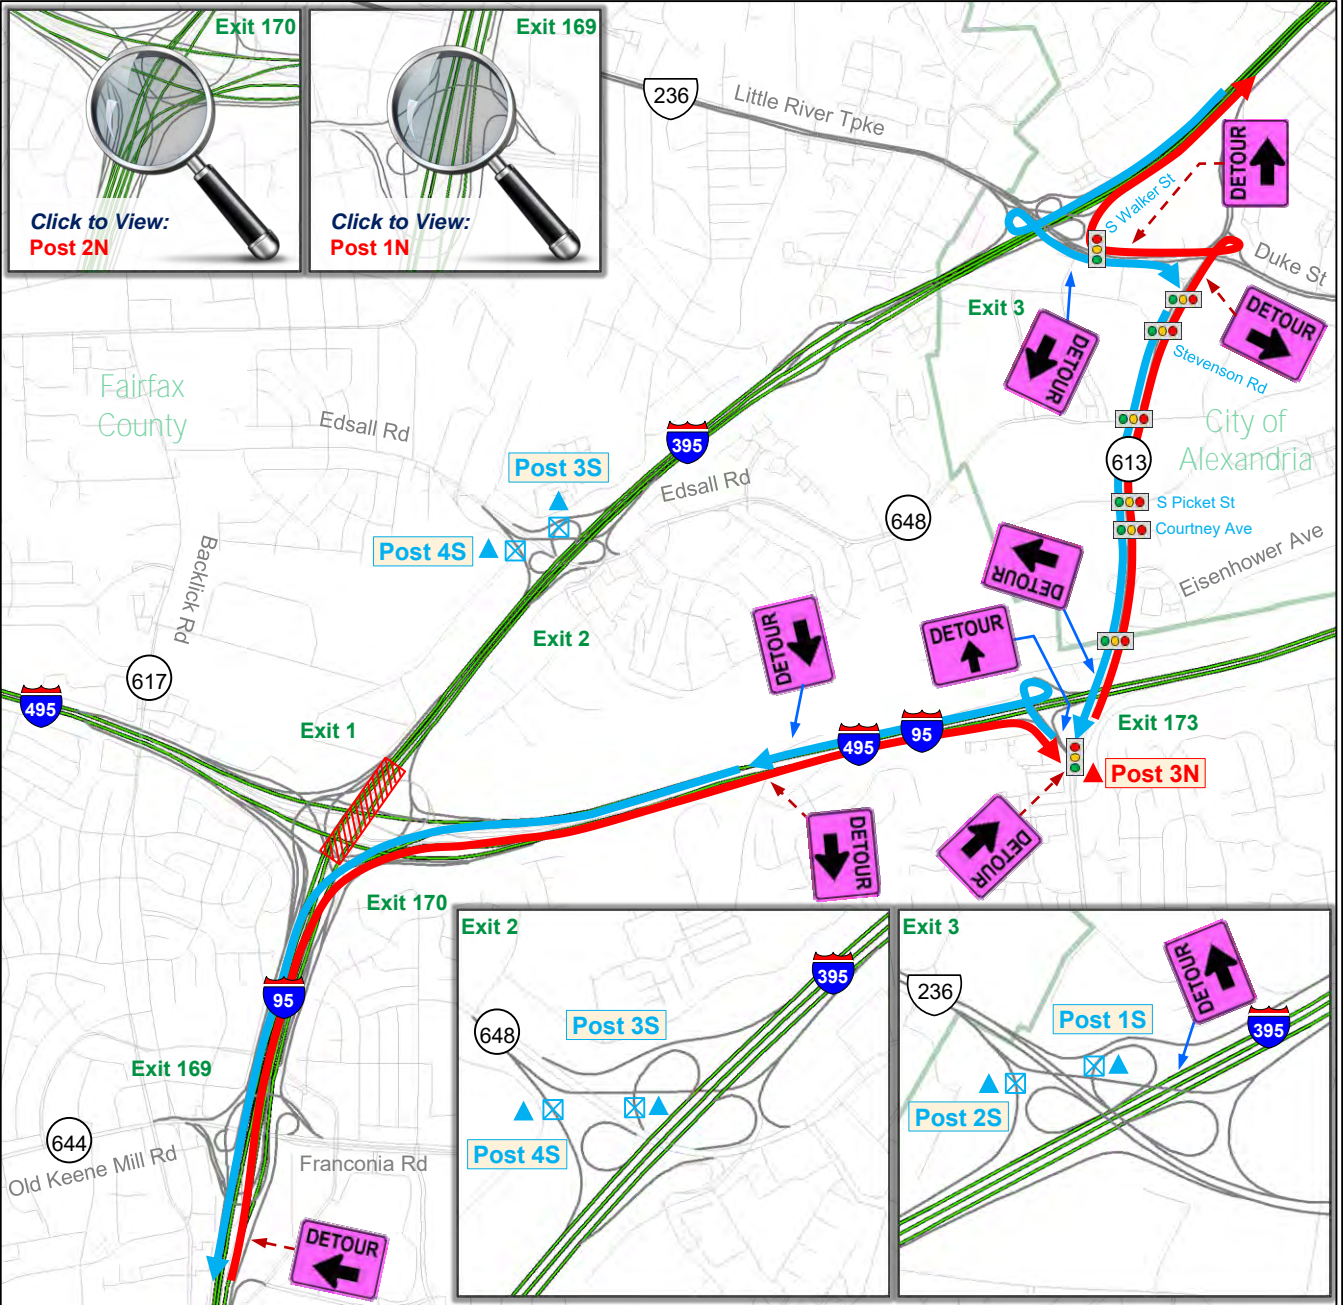 Exit 170
Click to View:
Post 2N
Exit 169
Click to View:
Post 1N
236
Little River Tpke
DETOUR
S Walker St
Duke St
Exit 3
DETOUR
DETOUR
Stevenson Rd
Fairfax
County
Edsall Rd
395
City of
Alexandria
613
Post 3S
Edsall Rd
648
S Picket St
Courtney Ave
Post 4S
Backlick Rd
DETOUR
Eisenhower Ave
DETOUR
DETOUR
Exit 2
617
495
Exit 1
495
95
Exit 173
Post 3N
DETOUR
DETOUR
Exit 170
95
Exit 169
644
Old Keene Mill Rd
Franconia Rd
DETOUR
Exit 2
395
648
Post 3S
Post 4S
Exit 3
DETOUR
236
Post 1S
395
Post 2S